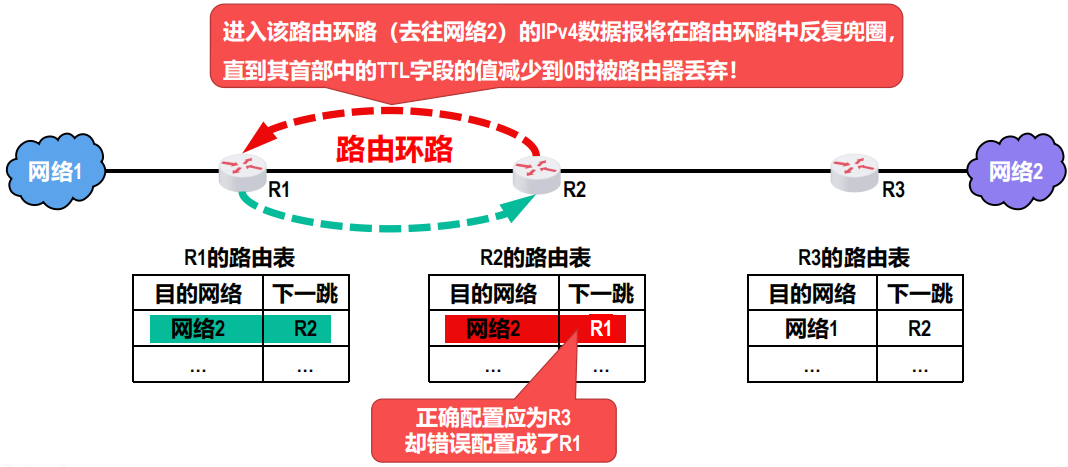 进入该路由环路（去往网络2）的IPv4数据报将在路由环路中反复兜圈，
直到其首部中的TTL字段的值减少到0时被路由器丢弃！
路由环路
网络1
R1
R2
R3
网络2
R1的路由表
目的网络 下一跳
网络2 R2
... ...
R2的路由表
目的网络 下一跳
网络2 R1
... ...
R3的路由表
目的网络 下一跳
网络1 R2
... ...
正确配置应为R3
却错误配置成了R1